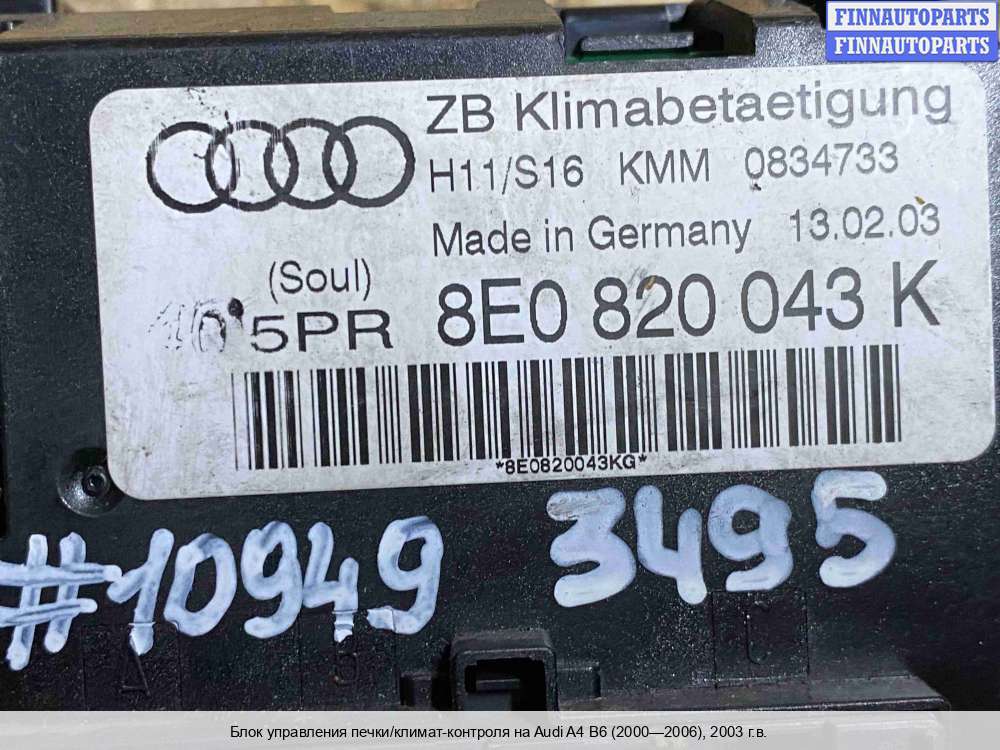 FINNAUTOPARTS
FINNAUTOPARTS
ZB Klimabetaetigung
H11/S16 KMM 0834733
Made in Germany 13.02.03
(Soul)
5PR 8E0 820 043 K
*8E0820043KG*
#10949 3495
A B C
Блок управления печки/климат-контроля на Audi A4 B6 (2000—2006), 2003 г.в.